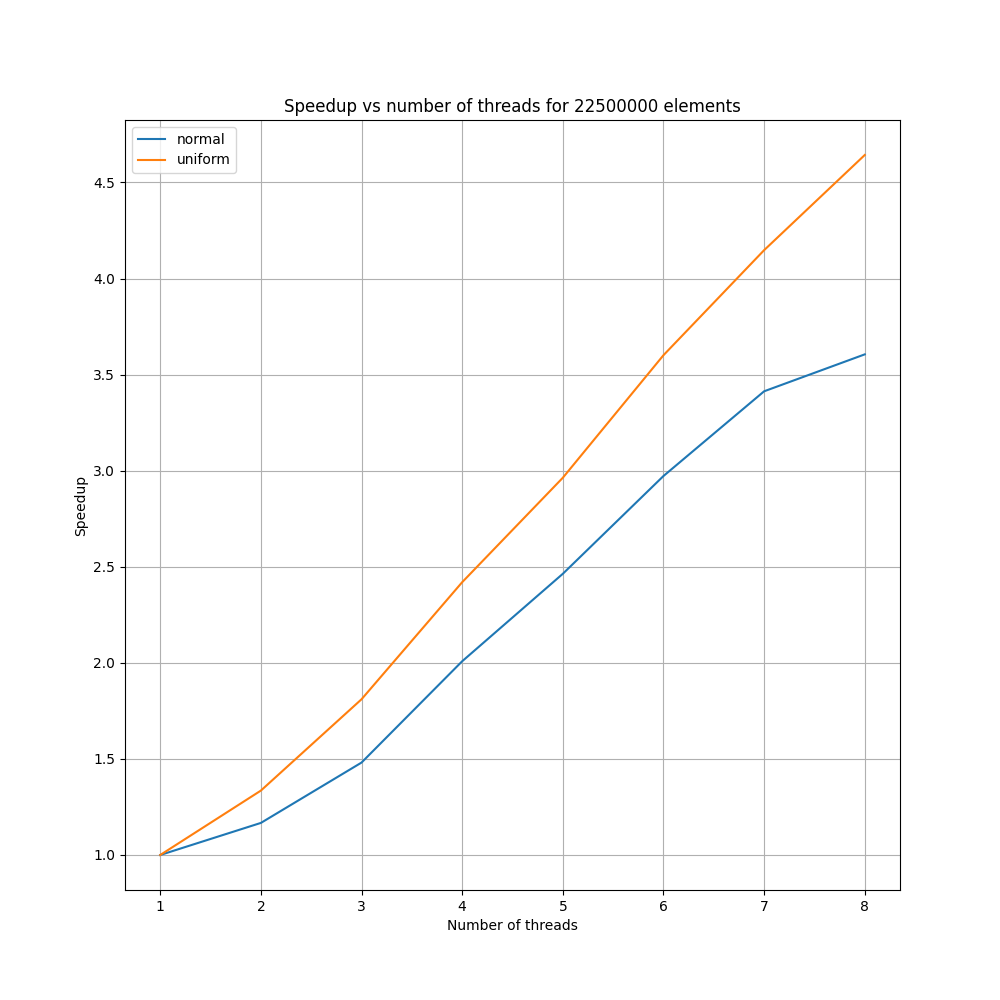 Speedup vs number of threads for 22500000 elements
normal
uniform
4.5
4.0
3.5
3.0
2.5
2.0
1.5
1.0
Speedup
1 2 3 4 5 6 7 8
Number of threads